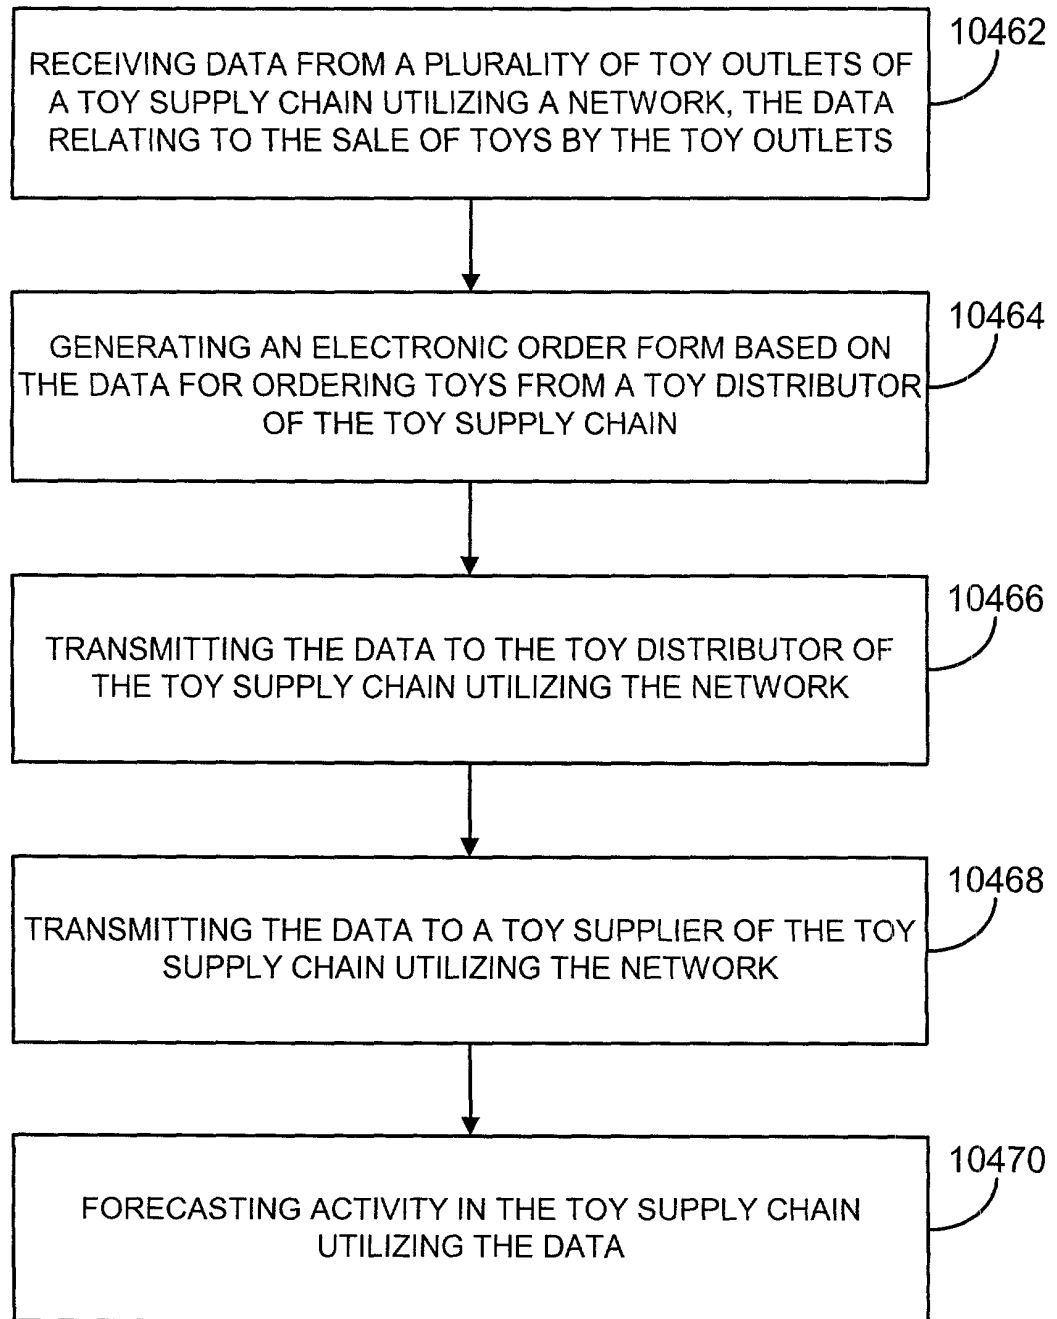 10462
RECEIVING DATA FROM A PLURALITY OF TOY OUTLETS OF
A TOY SUPPLY CHAIN UTILIZING A NETWORK, THE DATA
RELATING TO THE SALE OF TOYS BY THE TOY OUTLETS
10464
GENERATING AN ELECTRONIC ORDER FORM BASED ON
THE DATA FOR ORDERING TOYS FROM A TOY DISTRIBUTOR
OF THE TOY SUPPLY CHAIN
10466
TRANSMITTING THE DATA TO THE TOY DISTRIBUTOR OF
THE TOY SUPPLY CHAIN UTILIZING THE NETWORK
10468
TRANSMITTING THE DATA TO A TOY SUPPLIER OF THE TOY
SUPPLY CHAIN UTILIZING THE NETWORK
10470
FORECASTING ACTIVITY IN THE TOY SUPPLY CHAIN
UTILIZING THE DATA